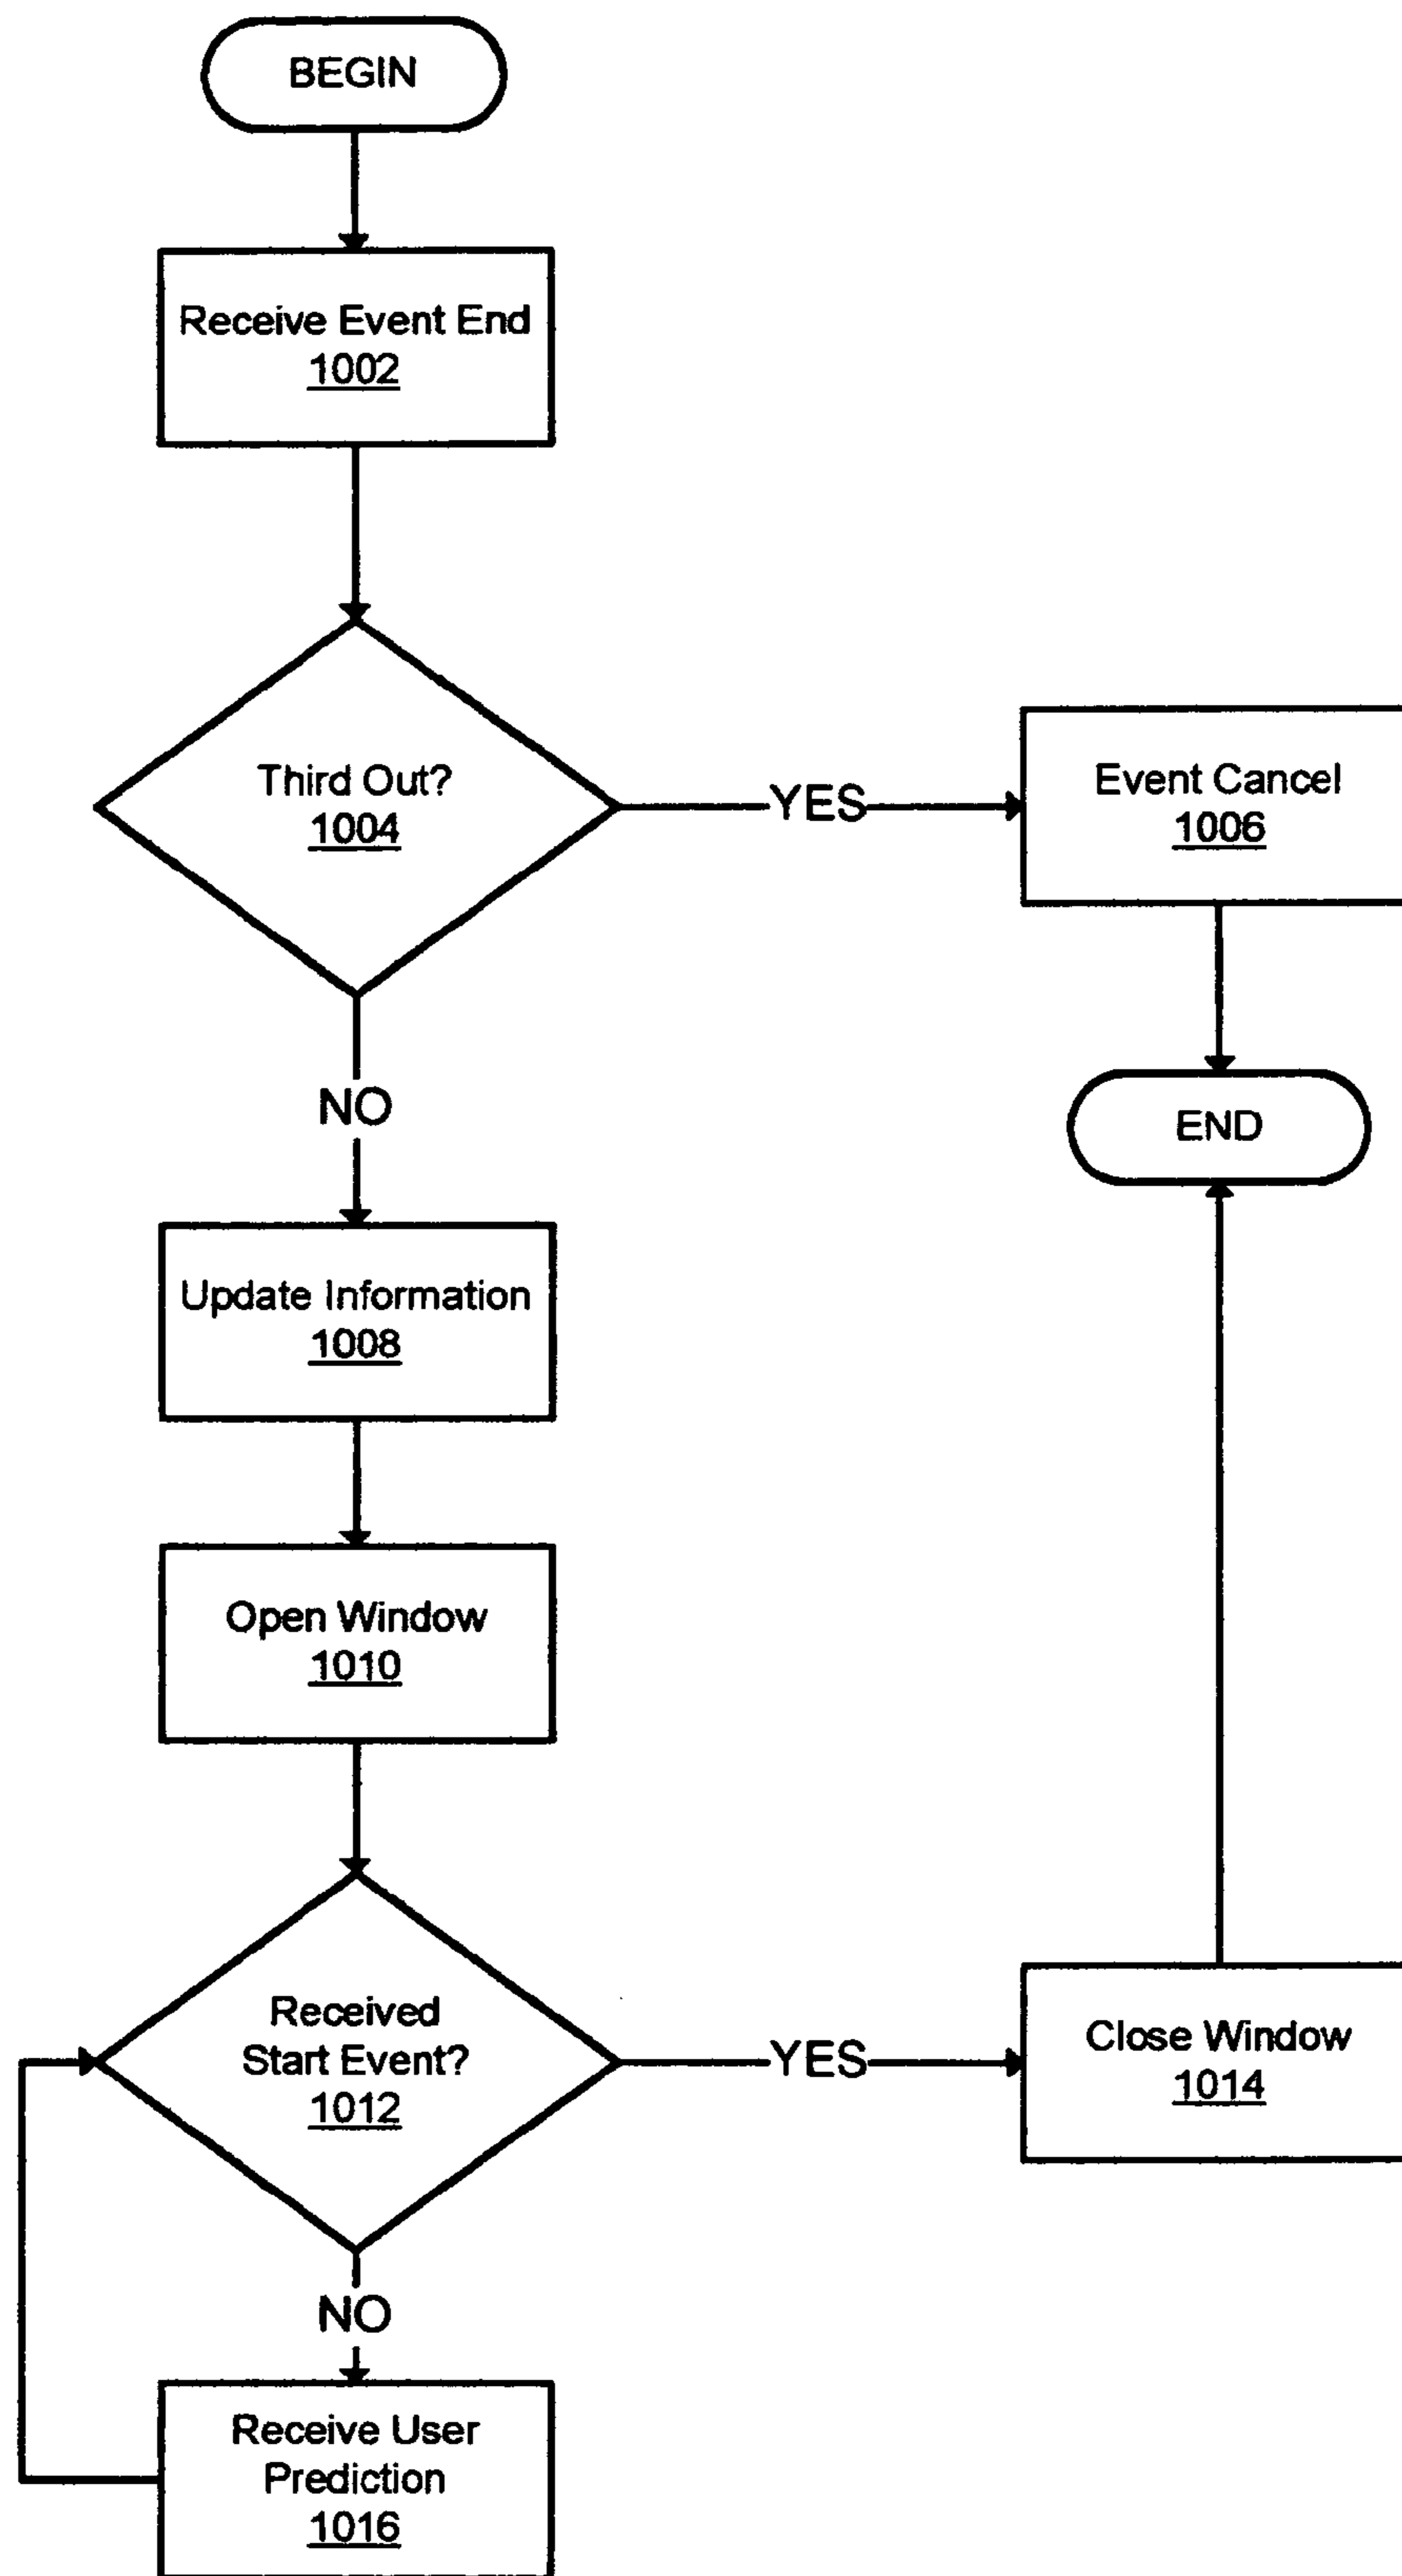 BEGIN
Receive Event End
1002
Third Out?
1004
YES
Event Cancel
1006
NO
END
Update Information
1008
Open Window
1010
Received
Start Event?
1012
YES
Close Window
1014
NO
Receive User
Prediction
1016